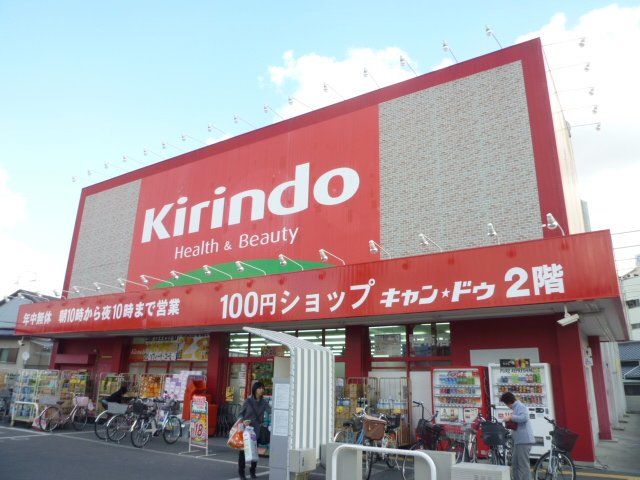 Kirindo
Health & Beauty
年中無休 朝10時から夜10時まで営業 100円ショップ キャン★ドゥ 2階